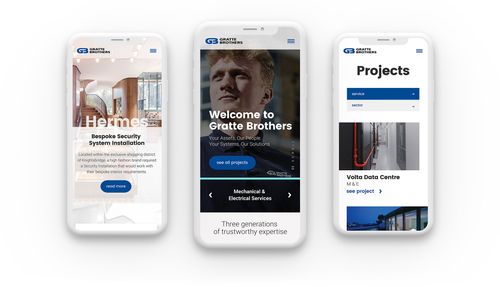 GB GRATTE
BROTHERS
Hermes
Bespoke Security
System Installation
Located within the exclusive shopping district
of Knightsbridge, a high fashion brand required
a Security Installation that would work with
their bespoke interior requirements.
read more
GB GRATTE
BROTHERS
Welcome to
Gratte Brothers
Your Assets, Our People
Your Systems, Our Solutions
see all projects
GB GRATTE
BROTHERS
Mechanical &
Electrical Services
Three generations
of trustworthy expertise
GB GRATTE
BROTHERS
Projects
service
sector
Volta Data Centre
M & E
see project